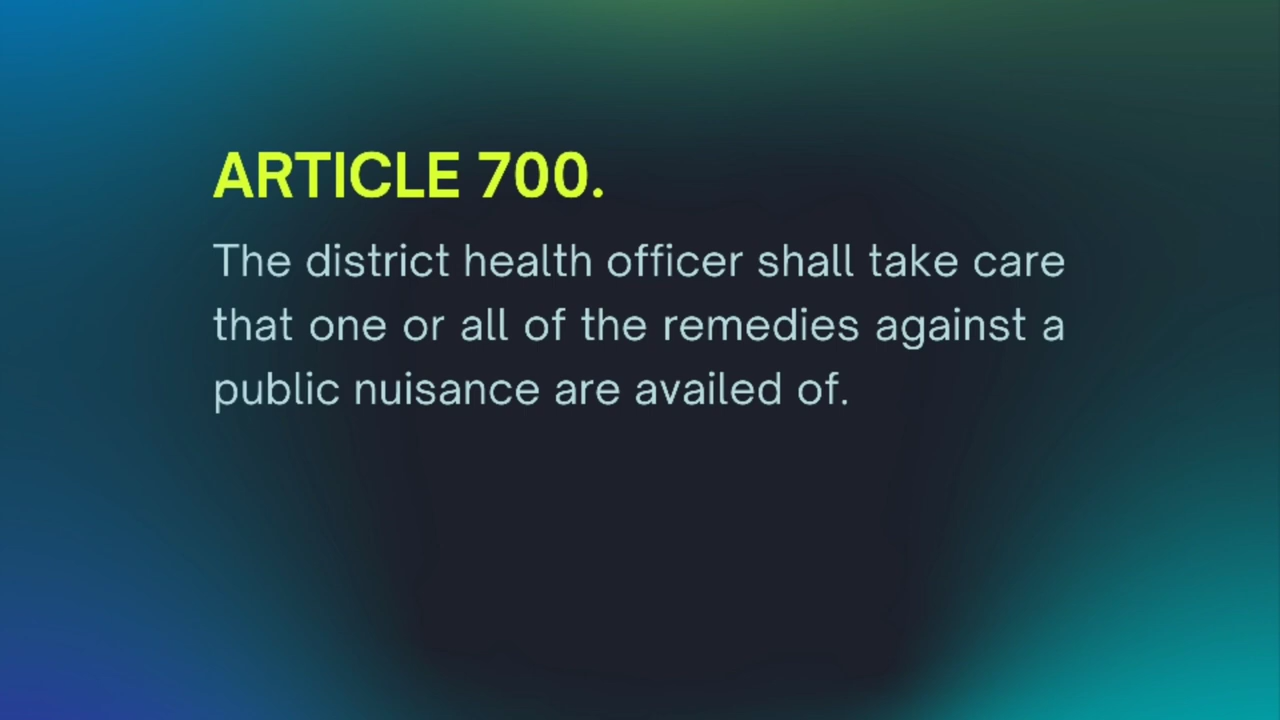 ARTICLE 700.
The district health officer shall take care
that one or all of the remedies against a
public nuisance are availed of.